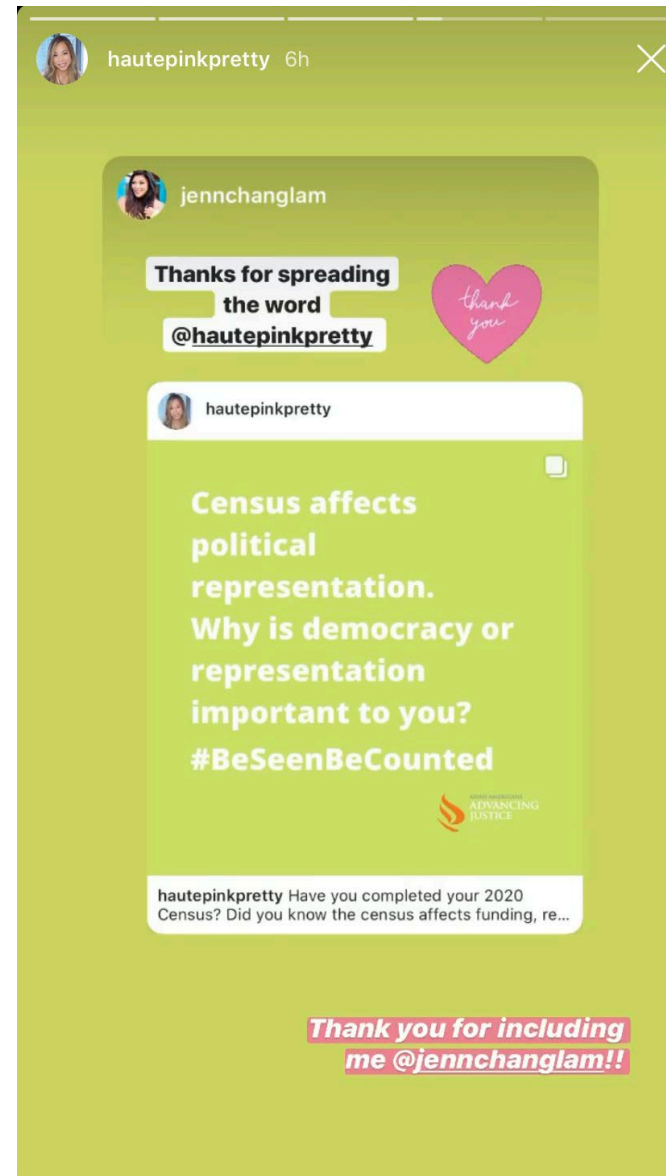 hautepinkpretty 6h
jennchanglam
Thanks for spreading
the word
@hautepinkpretty
thank
you
hautepinkpretty
Census affects
political
representation.
Why is democracy or
representation
important to you?
#BeSeenBeCounted
ASIAN AMERICANS
ADVANCING
JUSTICE
hautepinkpretty Have you completed your 2020
Census? Did you know the census affects funding, re...
Thank you for including
me @jennchanglam!!